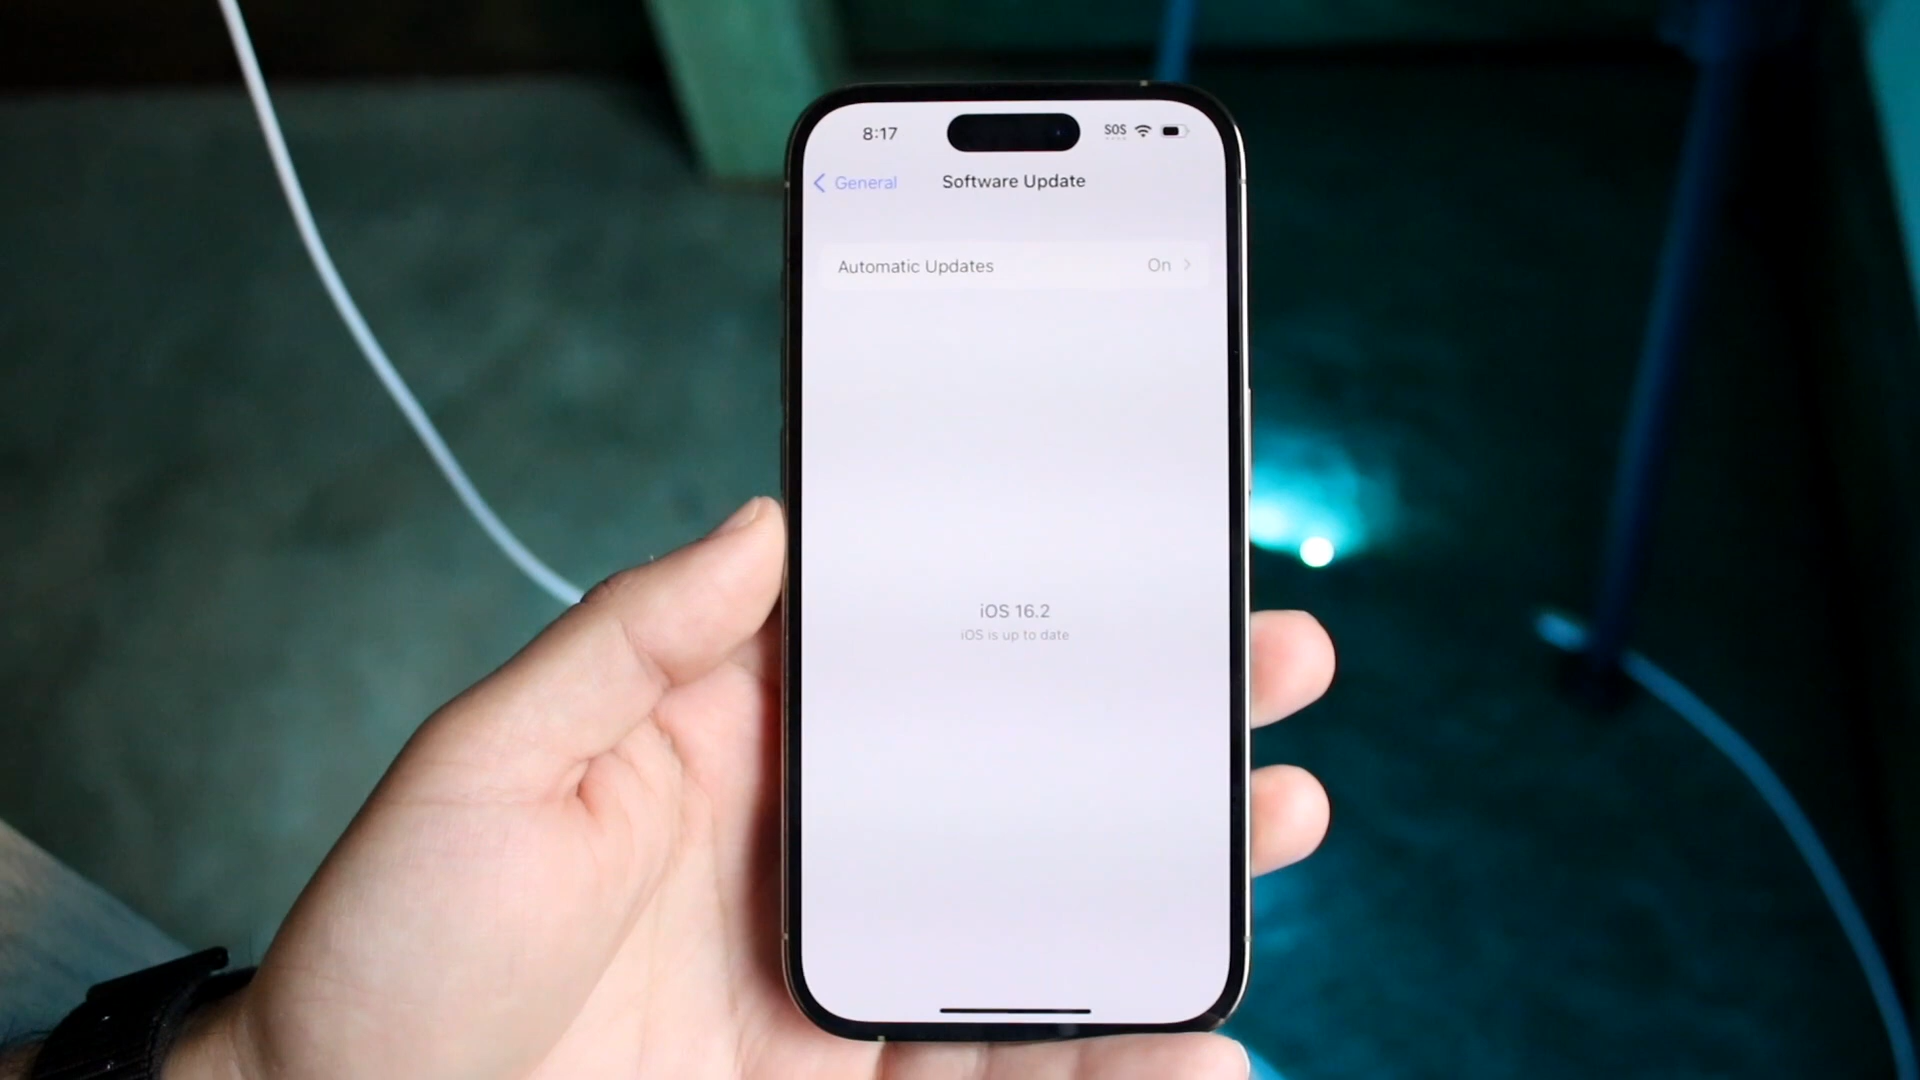 8:17 SOS
General Software Update
Automatic Updates On
iOS 16.2
iOS is up to date